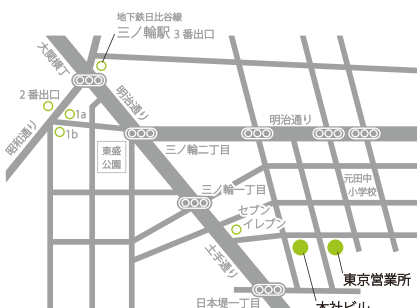 地下鉄日比谷線
三ノ輪駅 3番出口
大関横丁
2番出口
明治通り
1a
1b
昭和通り
明治通り
東盛
公園
三ノ輪二丁目
三ノ輪一丁目
元田中
小学校
セブン
イレブン
土手通り
東京営業所
本社ビル
日本堤一丁目